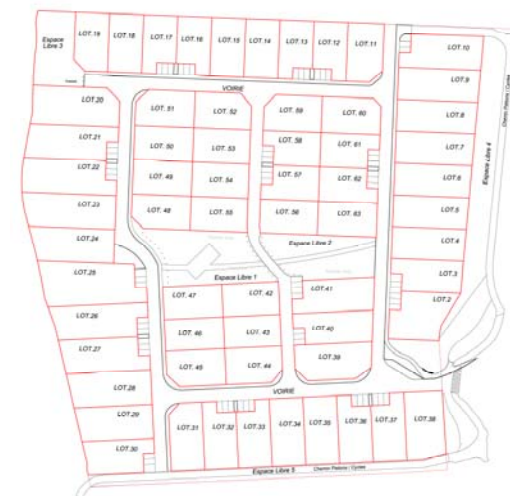 LOT.19
LOT.18
LOT.17
LOT.16
LOT.15
LOT.14
LOT.13
LOT.12
LOT.11
LOT.10
Espace
Libre 3
LOT.9
VOIRIE
LOT.20
LOT. 51
LOT. 52
LOT. 59
LOT. 60
LOT.8
Chemin Piétons / Cycles
LOT.21
LOT. 50
LOT. 53
LOT. 58
LOT. 61
LOT.7
LOT.22
LOT. 49
LOT. 54
LOT. 57
LOT. 62
LOT.6
Espace Libre 4
LOT.23
LOT. 48
LOT. 55
LOT. 56
LOT. 63
LOT.5
LOT.24
Espace Libre 2
LOT.4
LOT.25
Espace Libre 1
LOT.3
LOT. 47
LOT. 42
LOT.41
LOT.2
LOT.26
LOT. 46
LOT. 43
LOT.40
LOT.27
LOT. 45
LOT. 44
LOT.39
LOT.28
VOIRIE
LOT.29
LOT.31
LOT.32
LOT.33
LOT.34
LOT.35
LOT.36
LOT.37
LOT.38
LOT.30
Espace Libre 5
Chemin Piétons / Cycles